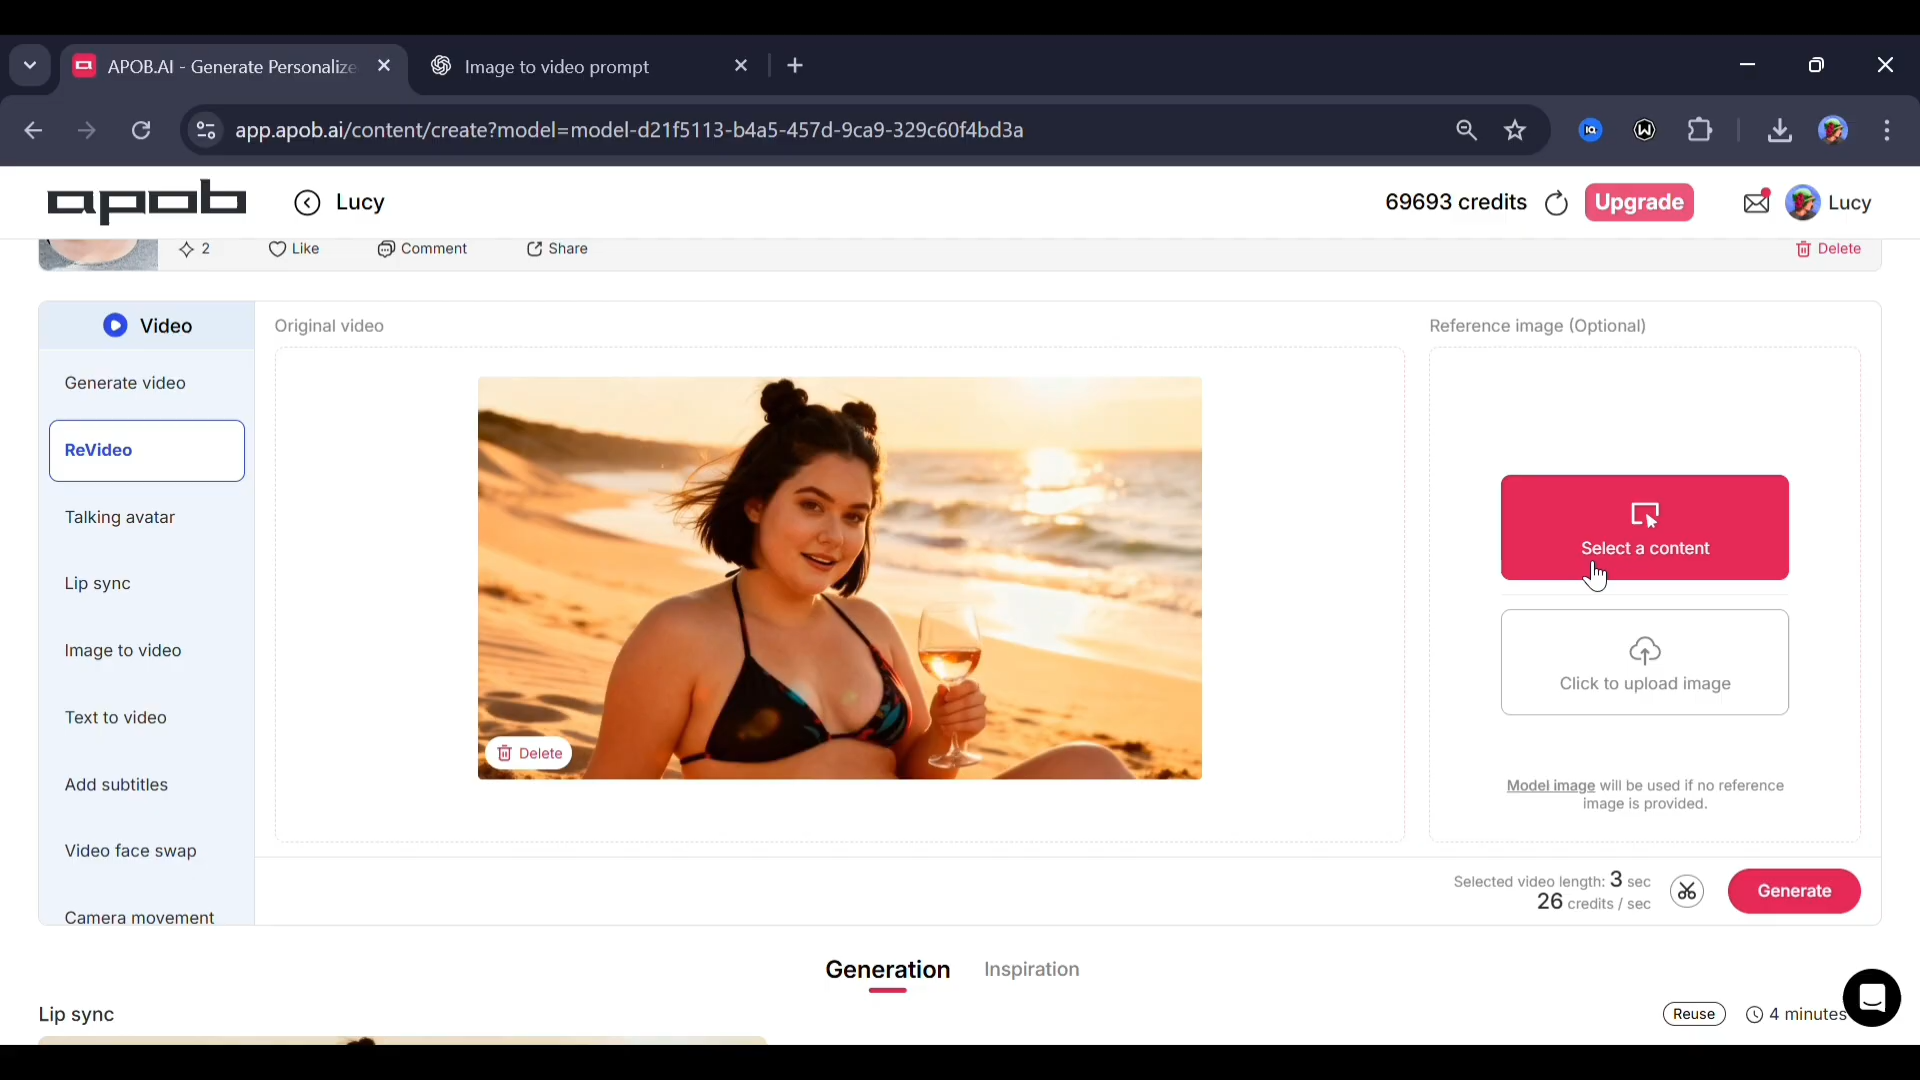 APOB.AI - Generate Personalize
Image to video prompt
app.apob.ai/content/create?model=model-d21f5113-b4a5-457d-9ca9-329c60f4bd3a
IQ
W
apob
Lucy
69693 credits
Upgrade
Lucy
2
Like
Comment
Share
Delete
Video
Generate video
ReVideo
Talking avatar
Lip sync
Image to video
Text to video
Add subtitles
Video face swap
Camera movement
Original video
Delete
Reference image (Optional)
Select a content
Click to upload image
Model image will be used if no reference
image is provided.
Selected video length: 3 sec
26 credits / sec
Generate
Generation
Inspiration
Lip sync
Reuse
4 minutes